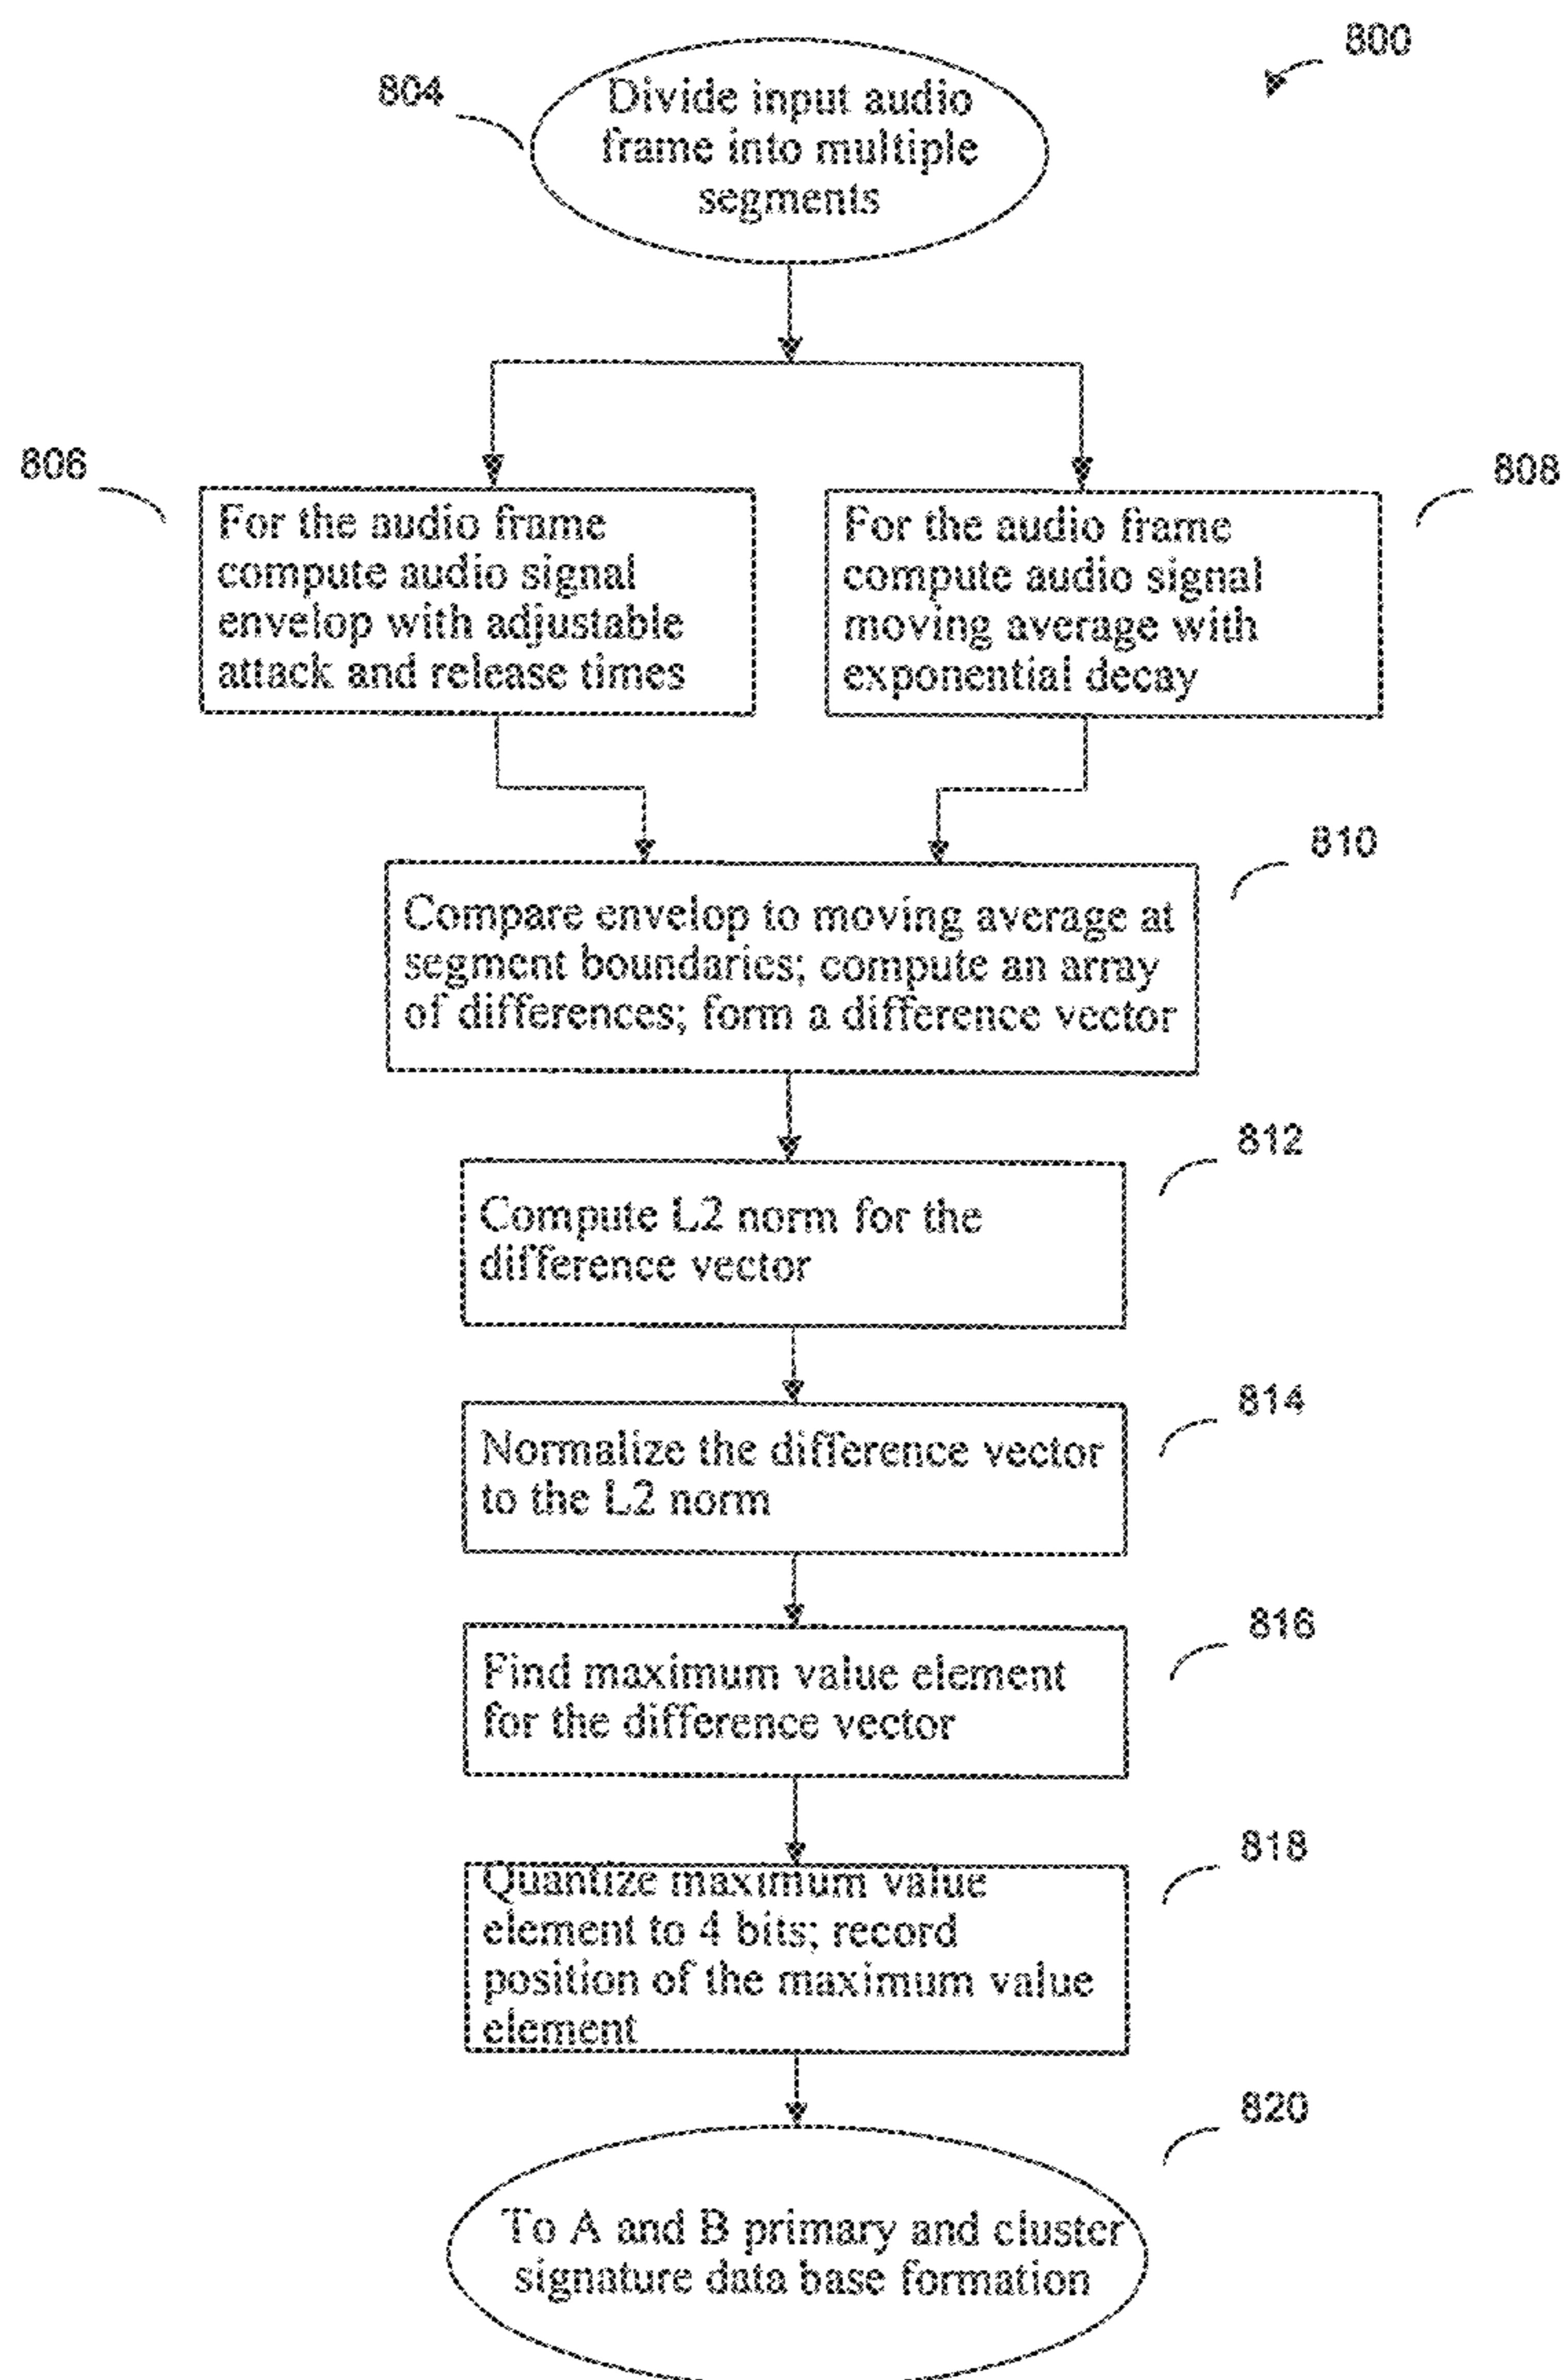 800
804
Divide input audio
frame into multiple
segments
806
For the audio frame
compute audio signal
envelop with adjustable
attack and release times
808
For the audio frame
compute audio signal
moving average with
exponential decay
810
Compare envelop to moving average at
segment boundaries; compute an array
of differences; form a difference vector
812
Compute L2 norm for the
difference vector
814
Normalize the difference vector
to the L2 norm
816
Find maximum value element
for the difference vector
818
Quantize maximum value
element to 4 bits; record
position of the maximum value
element
820
To A and B primary and cluster
signature data base formation